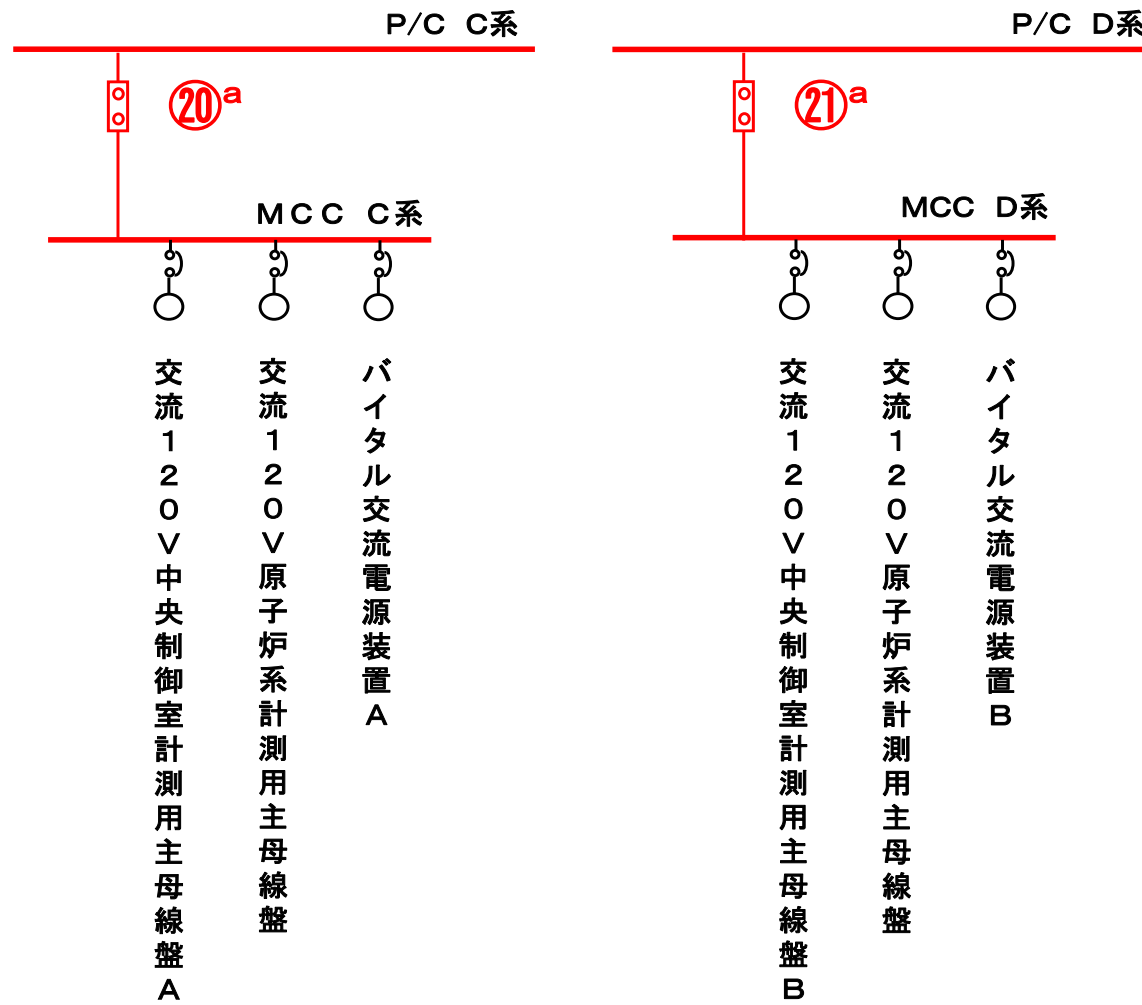 P/C C系
⑳a
MCC C系
交流120V中央制御室計測用主母線盤A
交流120V原子炉系計測用主母線盤
バイタル交流電源装置A
P/C D系
㉑a
MCC D系
交流120V中央制御室計測用主母線盤B
交流120V原子炉系計測用主母線盤
バイタル交流電源装置B